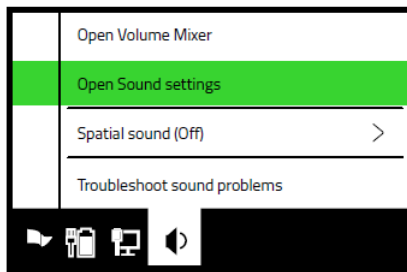 Open Volume Mixer
Open Sound settings
Spatial sound (Off)
Troubleshoot sound problems